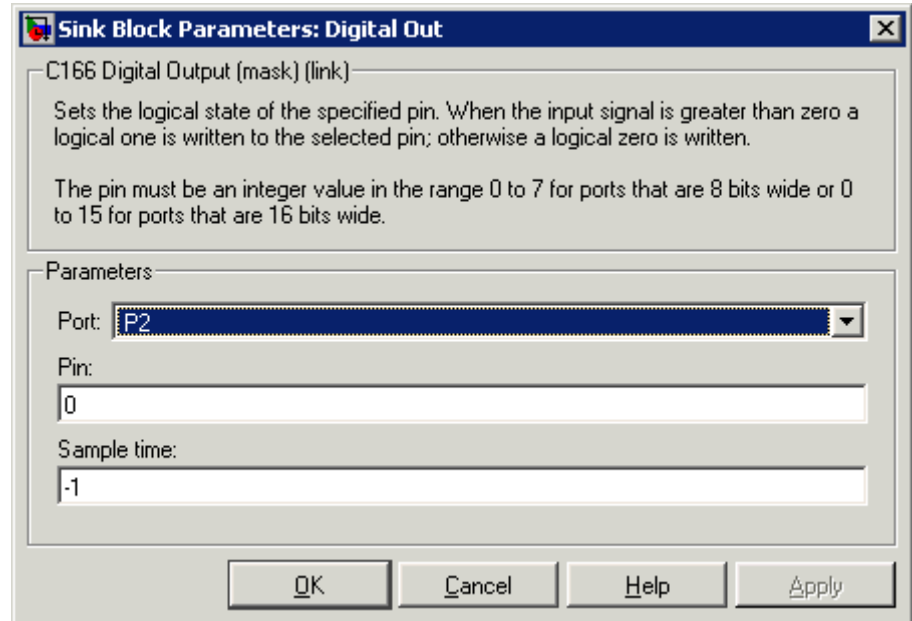 Sink Block Parameters: Digital Out
C166 Digital Output (mask) (link)
Sets the logical state of the specified pin. When the input signal is greater than zero a
logical one is written to the selected pin; otherwise a logical zero is written.
The pin must be an integer value in the range 0 to 7 for ports that are 8 bits wide or 0
to 15 for ports that are 16 bits wide.
Parameters
Port: P2
Pin:
0
Sample time:
-1
OK Cancel Help Apply